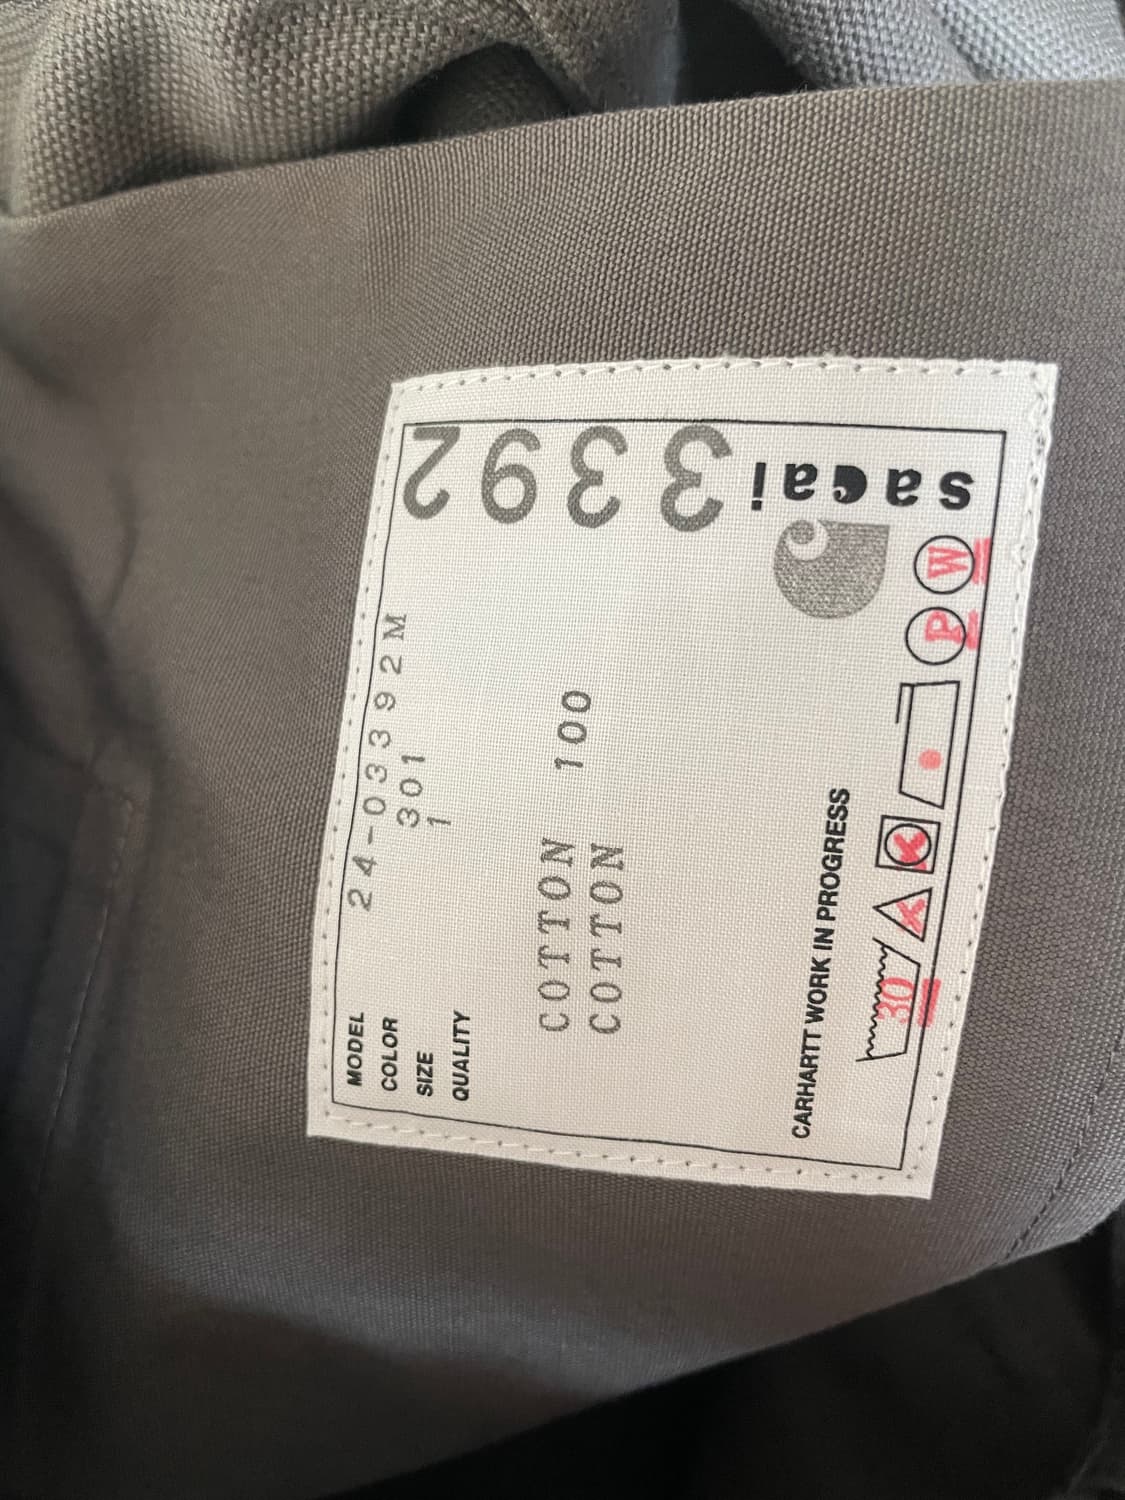 MODEL 24-03392M
COLOR 301
SIZE 1
QUALITY
COTTON 100
COTTON
CARHARTT WORK IN PROGRESS
30 P W
3392
sacai